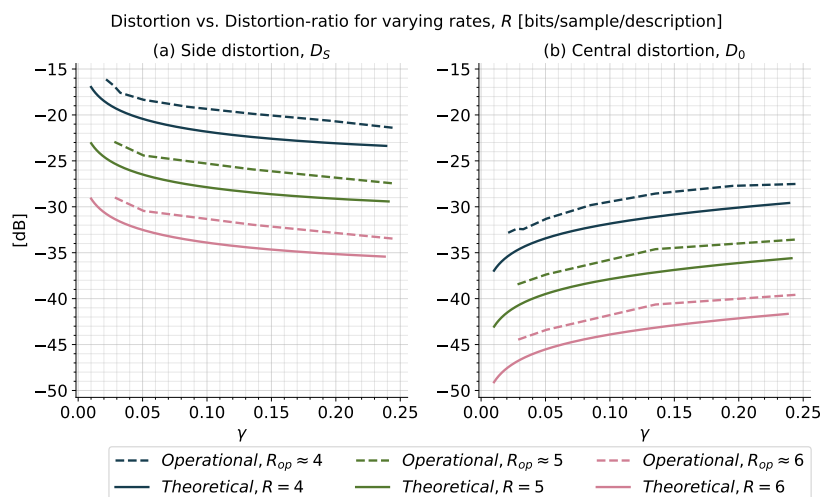 Distortion vs. Distortion-ratio for varying rates, R [bits/sample/description]
(a) Side distortion, D_S
(b) Central distortion, D_0
[dB]
−15
−20
−25
−30
−35
−40
−45
−50
0.00 0.05 0.10 0.15 0.20 0.25
γ
−15
−20
−25
−30
−35
−40
−45
−50
0.00 0.05 0.10 0.15 0.20 0.25
γ
Operational, R_op ≈ 4
Operational, R_op ≈ 5
Operational, R_op ≈ 6
Theoretical, R = 4
Theoretical, R = 5
Theoretical, R = 6